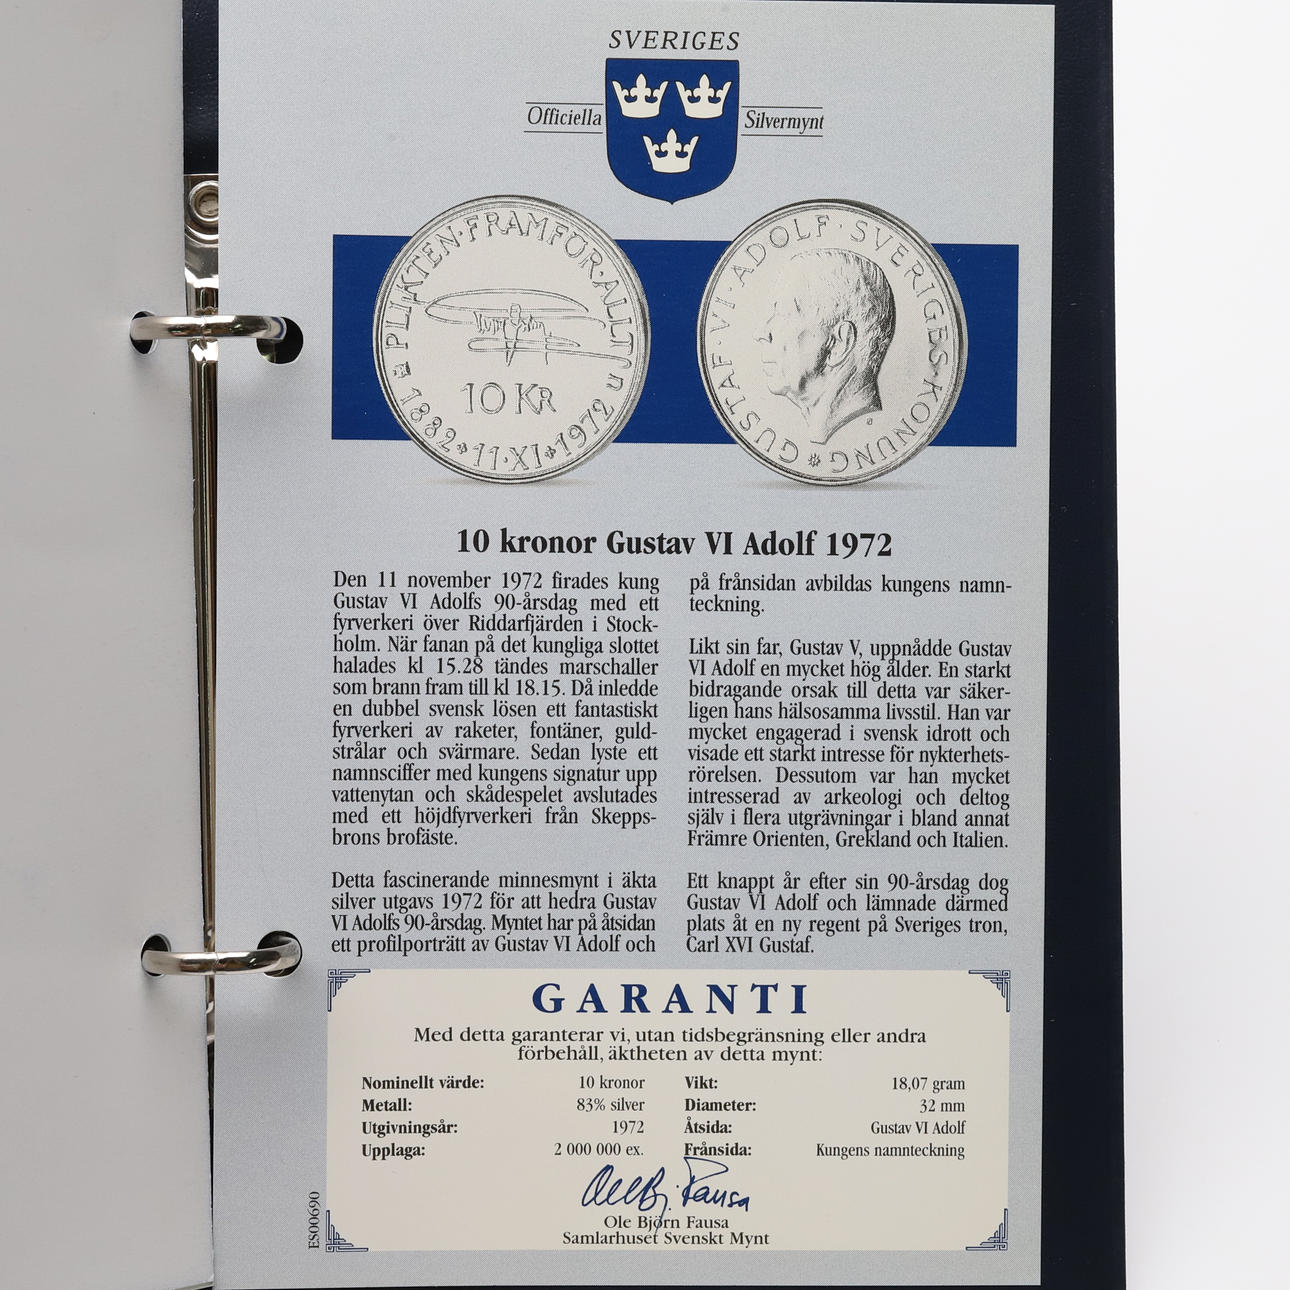 SVERIGES
Officiella
Silvermynt
PLIKTEN·FRAMFÖR·ALLT
10 KR
1882 11·XI 1972
GUSTAF·VI·ADOLF·SVERIGES·KONUNG
10 kronor Gustav VI Adolf 1972
Den 11 november 1972 firades kung
Gustav VI Adolfs 90-årsdag med ett
fyrverkeri över Riddarfjärden i Stock-
holm. När fanan på det kungliga slottet
halades kl 15.28 tändes marschaller
som brann fram till kl 18.15. Då inledde
en dubbel svensk lösen ett fantastiskt
fyrverkeri av raketer, fontäner, guld-
strålar och svärmare. Sedan lyste ett
namnsciffer med kungens signatur upp
vattenytan och skådespelet avslutades
med ett höjdfyrverkeri från Skepps-
brons brofäste.
Detta fascinerande minnesmynt i äkta
silver utgavs 1972 för att hedra Gustav
VI Adolfs 90-årsdag. Myntet har på åtsidan
ett profilporträtt av Gustav VI Adolf och
på frånsidan avbildas kungens namn-
teckning.
Likt sin far, Gustav V, uppnådde Gustav
VI Adolf en mycket hög ålder. En starkt
bidragande orsak till detta var säker-
ligen hans hälsosamma livsstil. Han var
mycket engagerad i svensk idrott och
visade ett starkt intresse för nykterhets-
rörelsen. Dessutom var han mycket
intresserad av arkeologi och deltog
själv i flera utgrävningar i bland annat
Främre Orienten, Grekland och Italien.
Ett knappt år efter sin 90-årsdag dog
Gustav VI Adolf och lämnade därmed
plats åt en ny regent på Sveriges tron,
Carl XVI Gustaf.
GARANTI
Med detta garanterar vi, utan tidsbegränsning eller andra
förbehåll, äktheten av detta mynt:
Nominellt värde: 10 kronor
Metall: 83% silver
Utgivningsår: 1972
Upplaga: 2 000 000 ex.
Vikt: 18,07 gram
Diameter: 32 mm
Åtsida: Gustav VI Adolf
Frånsida: Kungens namnteckning
Ole Bj. Fausa
Ole Björn Fausa
Samlarhuset Svenskt Mynt
ES00690